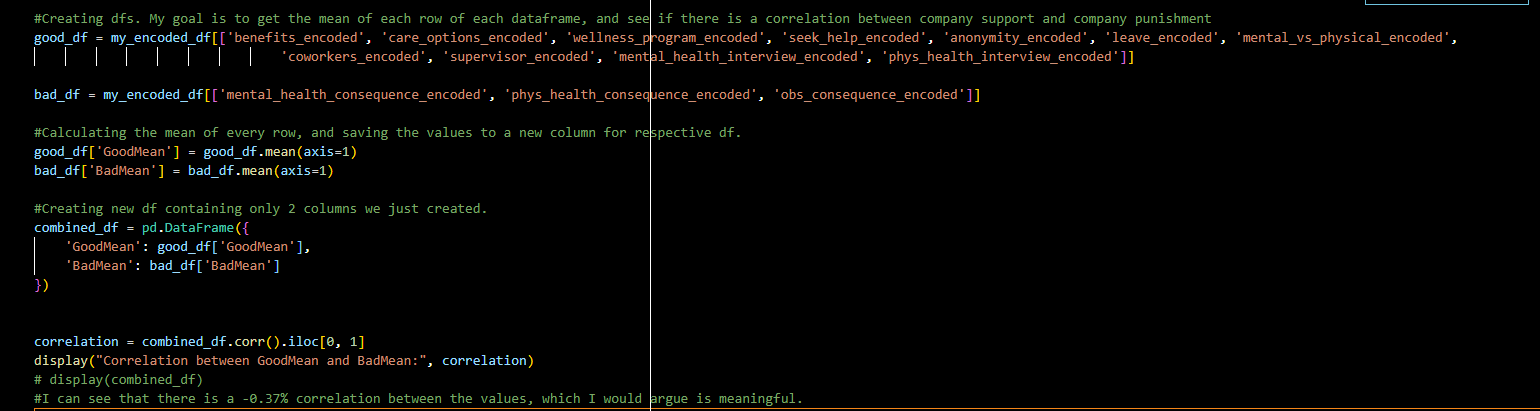 #Creating dfs. My goal is to get the mean of each row of each dataframe, and see if there is a correlation between company support and company punishment
good_df = my_encoded_df[['benefits_encoded', 'care_options_encoded', 'wellness_program_encoded', 'seek_help_encoded', 'anonymity_encoded', 'leave_encoded', 'mental_vs_physical_encoded',
'coworkers_encoded', 'supervisor_encoded', 'mental_health_interview_encoded', 'phys_health_interview_encoded']]
bad_df = my_encoded_df[['mental_health_consequence_encoded', 'phys_health_consequence_encoded', 'obs_consequence_encoded']]
#Calculating the mean of every row, and saving the values to a new column for respective df.
good_df['GoodMean'] = good_df.mean(axis=1)
bad_df['BadMean'] = bad_df.mean(axis=1)
#Creating new df containing only 2 columns we just created.
combined_df = pd.DataFrame({
'GoodMean': good_df['GoodMean'],
'BadMean': bad_df['BadMean']
})
correlation = combined_df.corr().iloc[0, 1]
display("Correlation between GoodMean and BadMean:", correlation)
# display(combined_df)
#I can see that there is a -0.37% correlation between the values, which I would argue is meaningful.